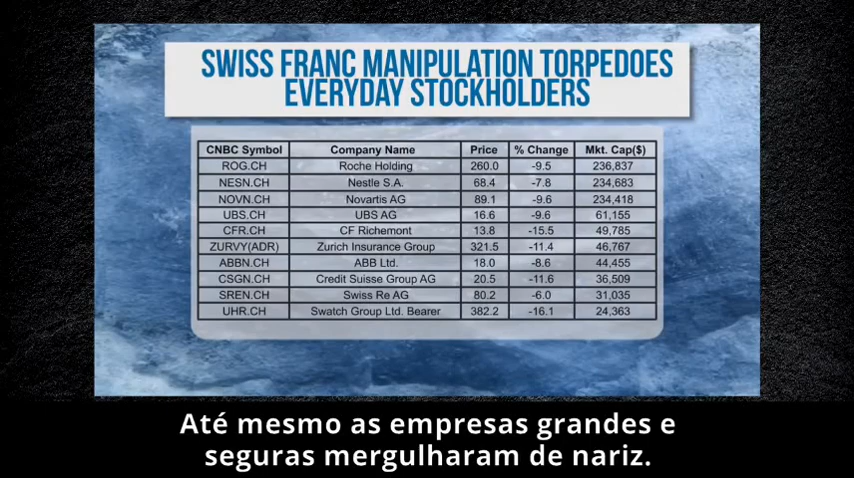 SWISS FRANC MANIPULATION TORPEDOES
EVERYDAY STOCKHOLDERS
CNBC Symbol Company Name Price % Change Mkt. Cap($)
ROG.CH Roche Holding 260.0 -9.5 236,837
NESN.CH Nestle S.A. 68.4 -7.8 234,683
NOVN.CH Novartis AG 89.1 -9.6 234,418
UBS.CH UBS AG 16.6 -9.6 61,155
CFR.CH CF Richemont 13.8 -15.5 49,785
ZURVY(ADR) Zurich Insurance Group 321.5 -11.4 46,767
ABBN.CH ABB Ltd. 18.0 -8.6 44,455
CSGN.CH Credit Suisse Group AG 20.5 -11.6 36,509
SREN.CH Swiss Re AG 80.2 -6.0 31,035
UHR.CH Swatch Group Ltd. Bearer 382.2 -16.1 24,363
Até mesmo as empresas grandes e
seguras mergulharam de nariz.